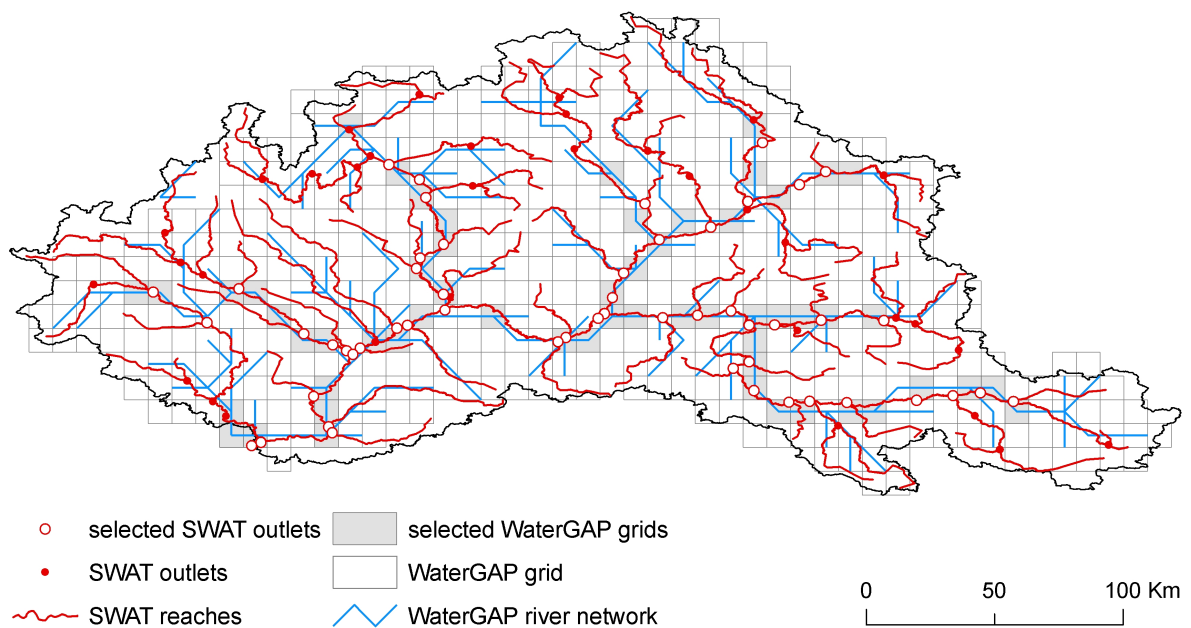 selected SWAT outlets
selected WaterGAP grids
SWAT outlets
WaterGAP grid
SWAT reaches
WaterGAP river network
0 50 100 Km